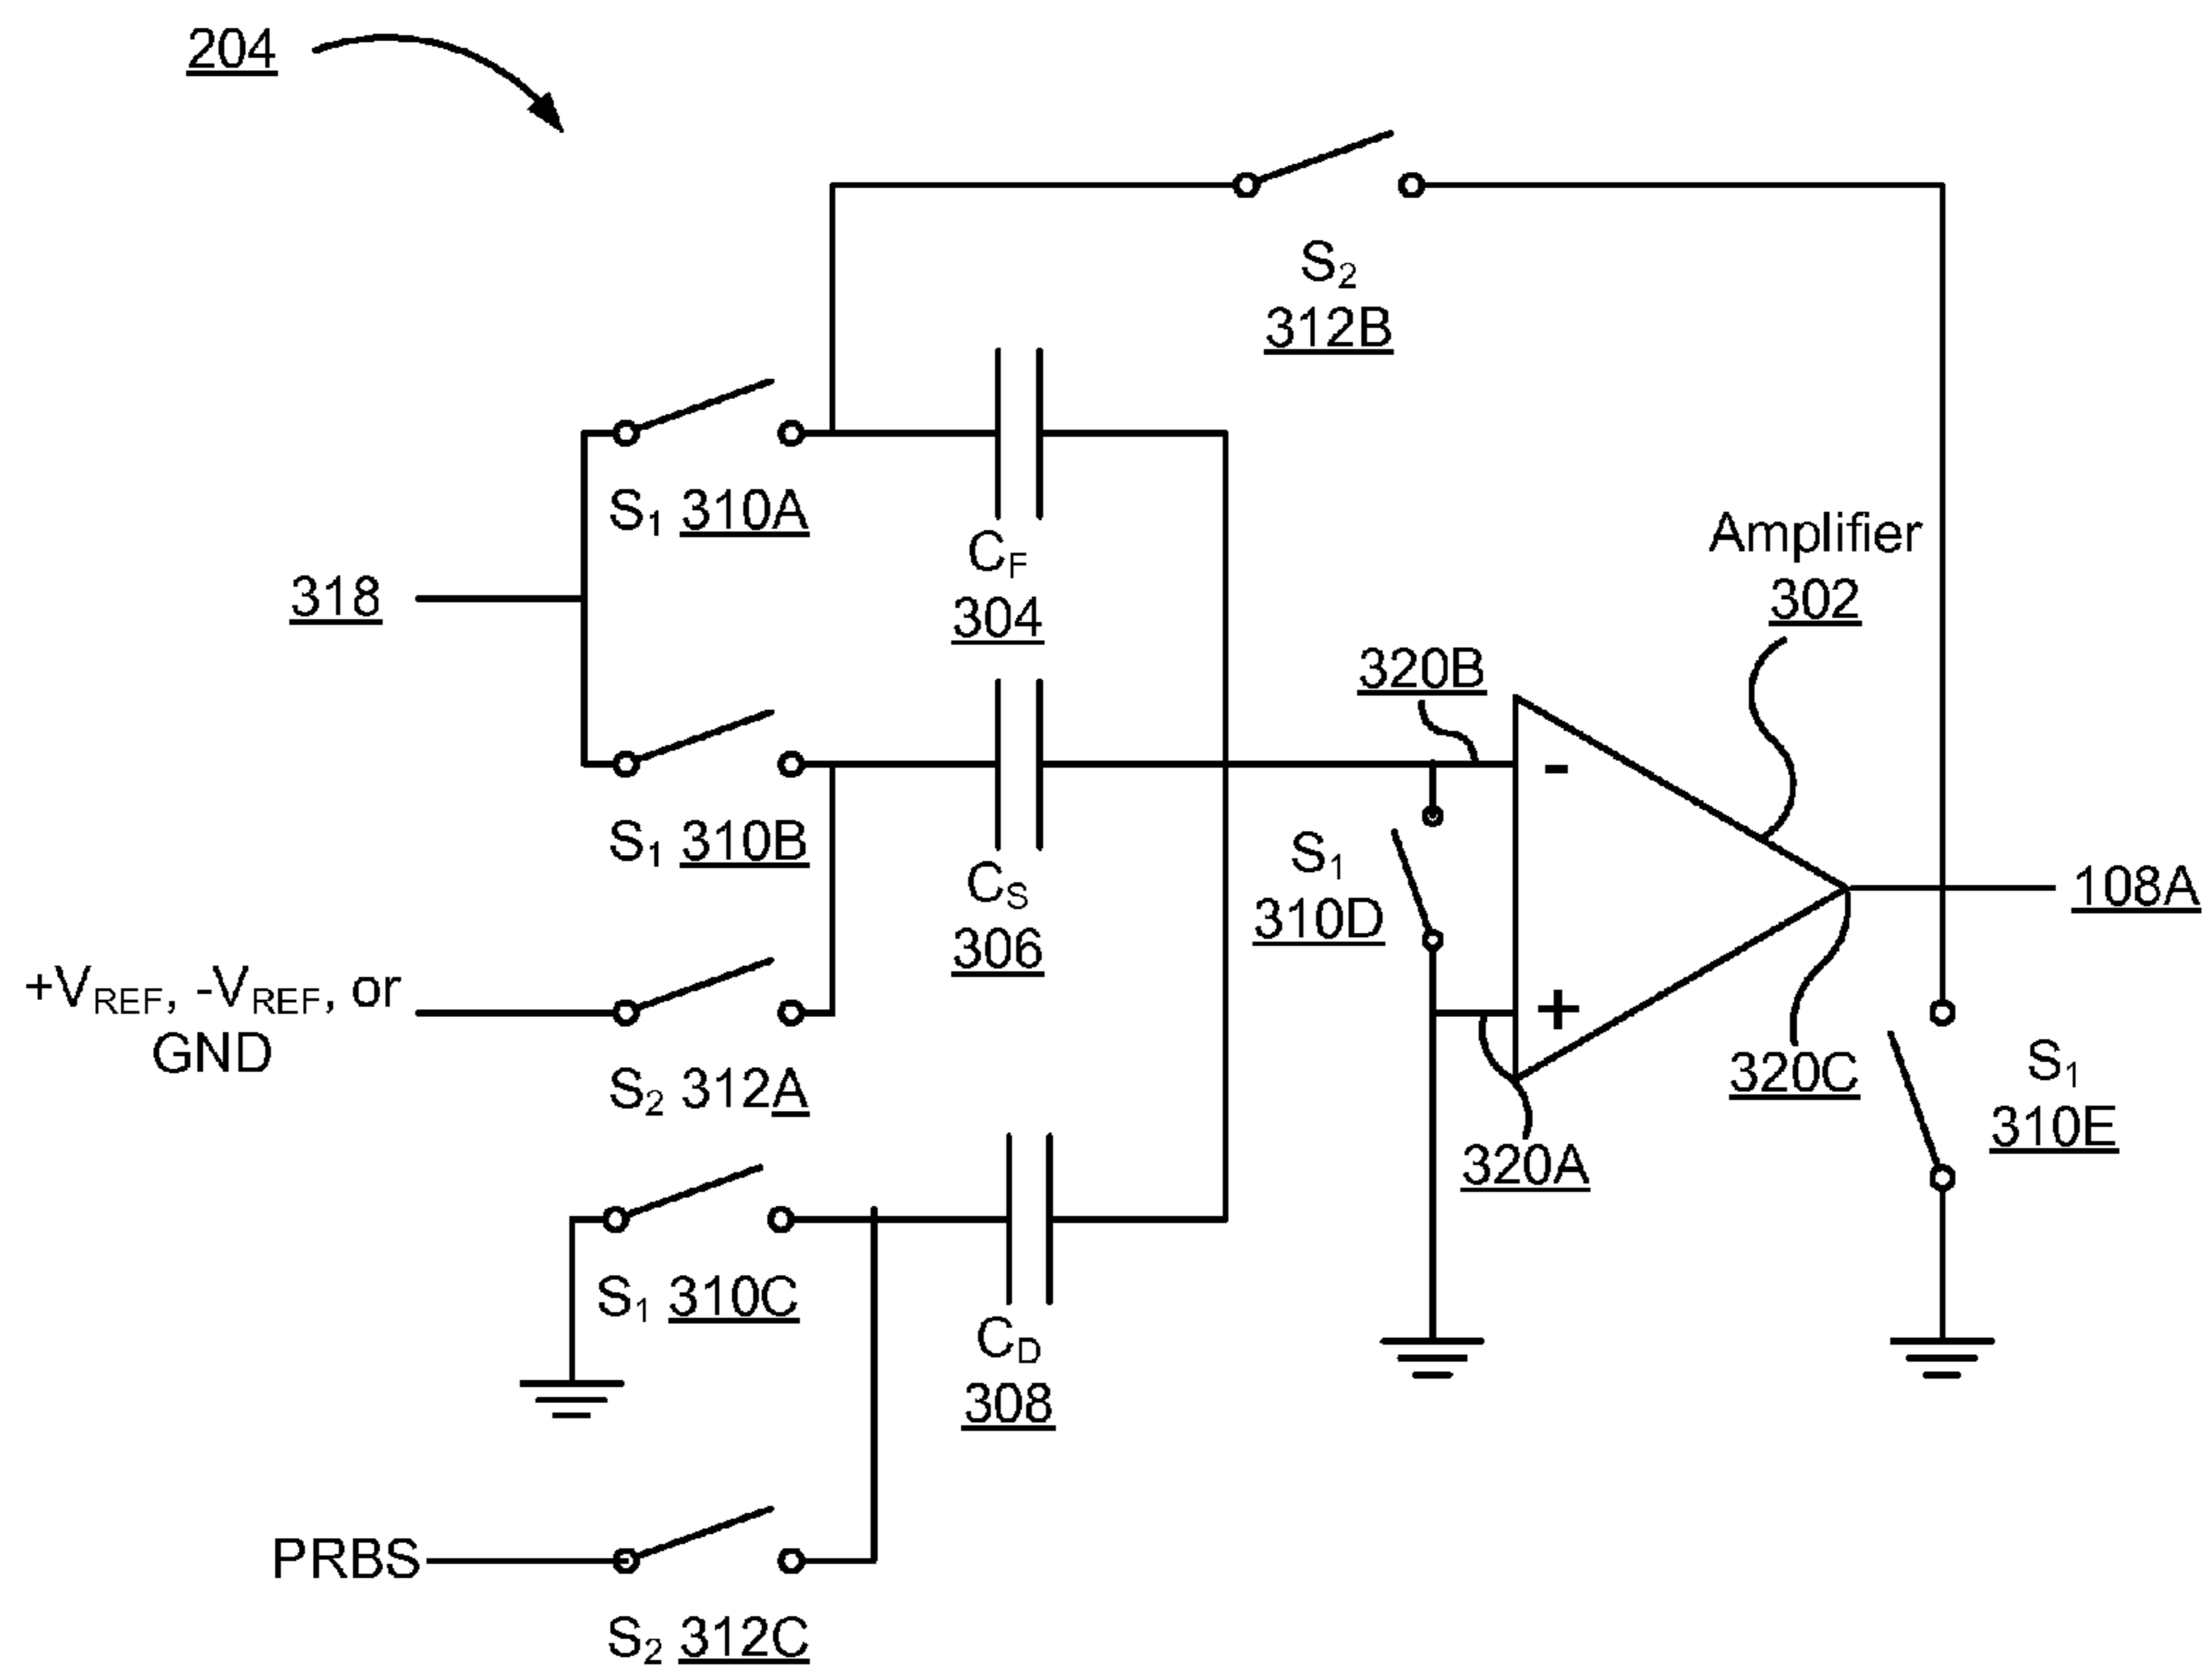 204
S2
312B
S1 310A
CF
304
Amplifier
302
318
320B
S1 310B
CS
306
S1
310D
-
+
108A
+VREF, -VREF, or
GND
S2 312A
320A
320C
S1
310E
S1 310C
CD
308
PRBS
S2 312C